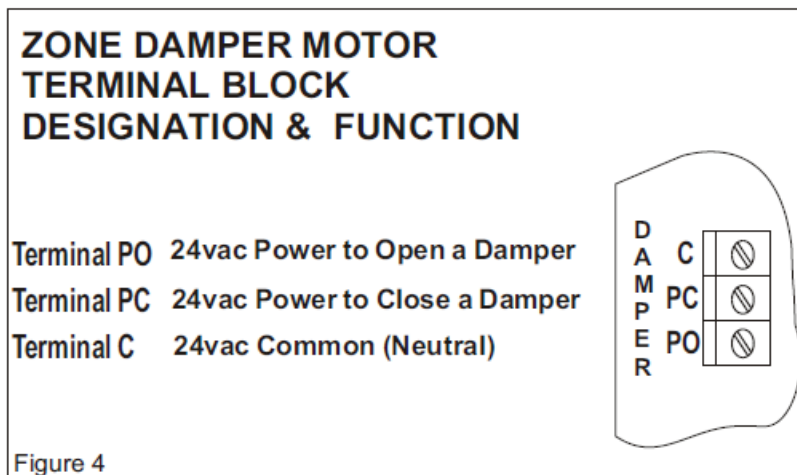 ZONE DAMPER MOTOR
TERMINAL BLOCK
DESIGNATION & FUNCTION
Terminal PO 24vac Power to Open a Damper
Terminal PC 24vac Power to Close a Damper
Terminal C 24vac Common (Neutral)
DAMPER
C
PC
PO
Figure 4